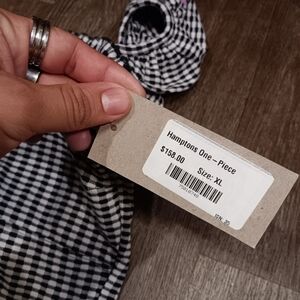 Hamptons One – Piece
$158.00
Size: XL